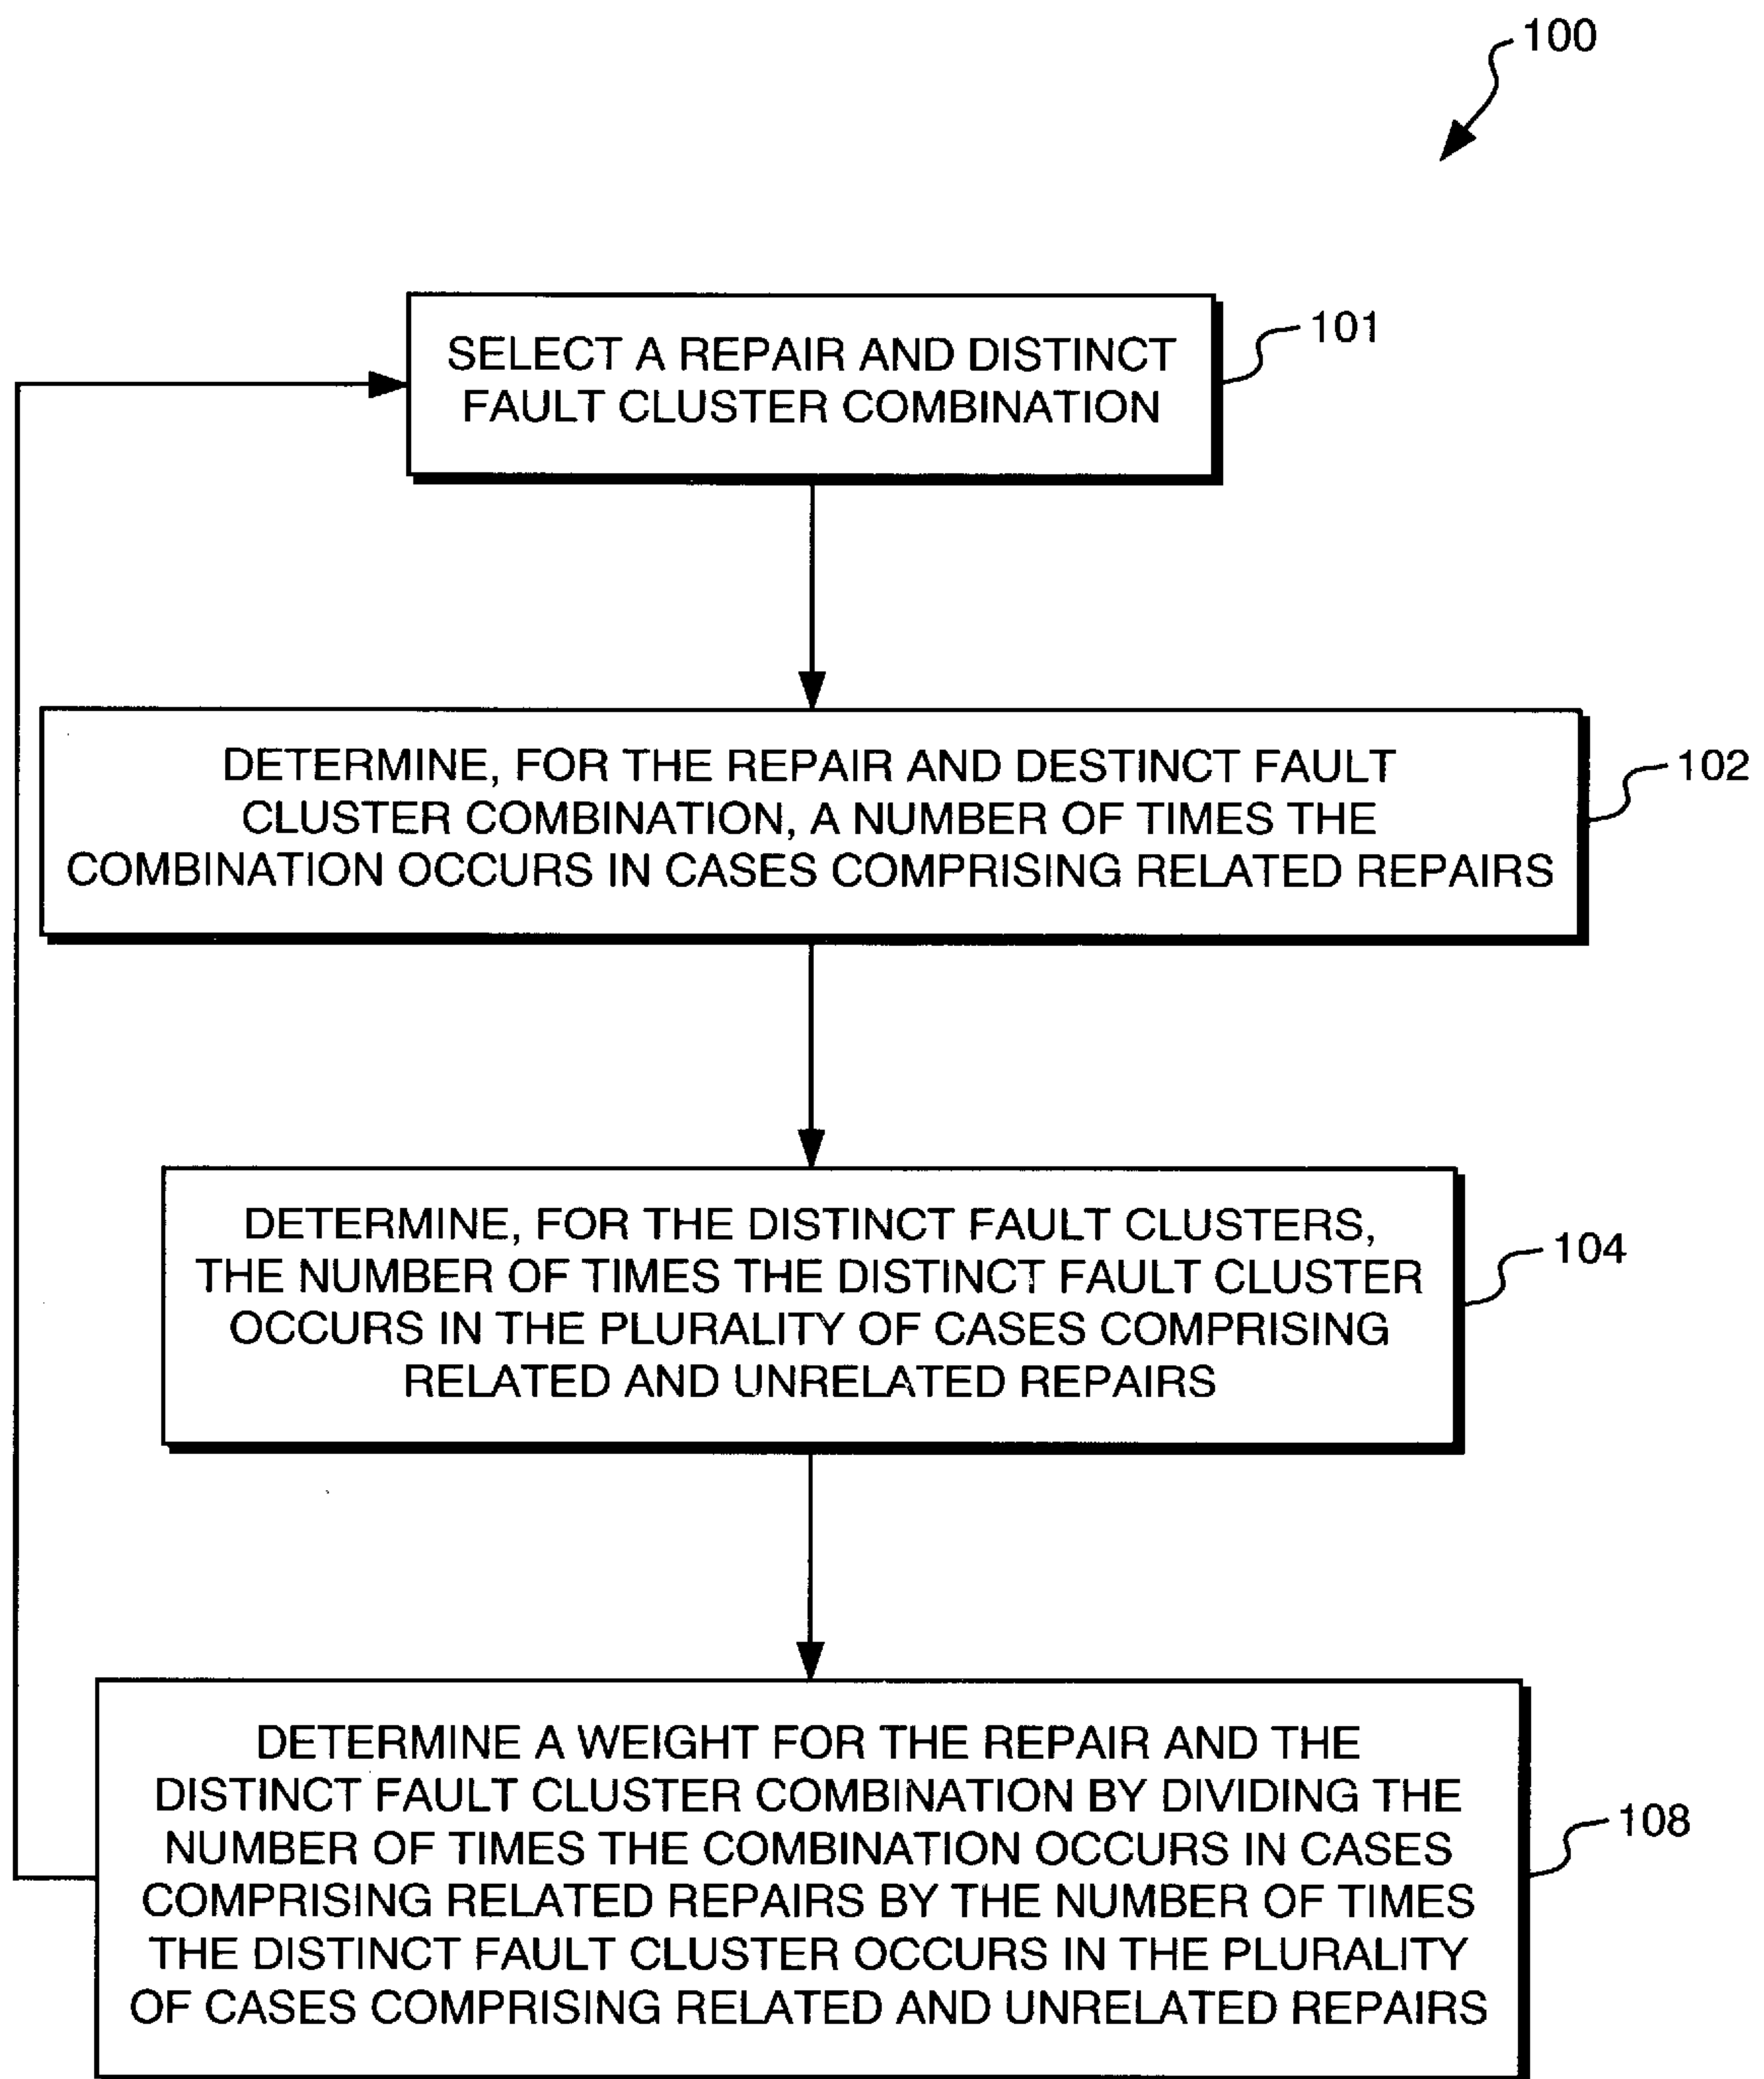 100
SELECT A REPAIR AND DISTINCT
FAULT CLUSTER COMBINATION
101
DETERMINE, FOR THE REPAIR AND DESTINCT FAULT
CLUSTER COMBINATION, A NUMBER OF TIMES THE
COMBINATION OCCURS IN CASES COMPRISING RELATED REPAIRS
102
DETERMINE, FOR THE DISTINCT FAULT CLUSTERS,
THE NUMBER OF TIMES THE DISTINCT FAULT CLUSTER
OCCURS IN THE PLURALITY OF CASES COMPRISING
RELATED AND UNRELATED REPAIRS
104
DETERMINE A WEIGHT FOR THE REPAIR AND THE
DISTINCT FAULT CLUSTER COMBINATION BY DIVIDING THE
NUMBER OF TIMES THE COMBINATION OCCURS IN CASES
COMPRISING RELATED REPAIRS BY THE NUMBER OF TIMES
THE DISTINCT FAULT CLUSTER OCCURS IN THE PLURALITY
OF CASES COMPRISING RELATED AND UNRELATED REPAIRS
108